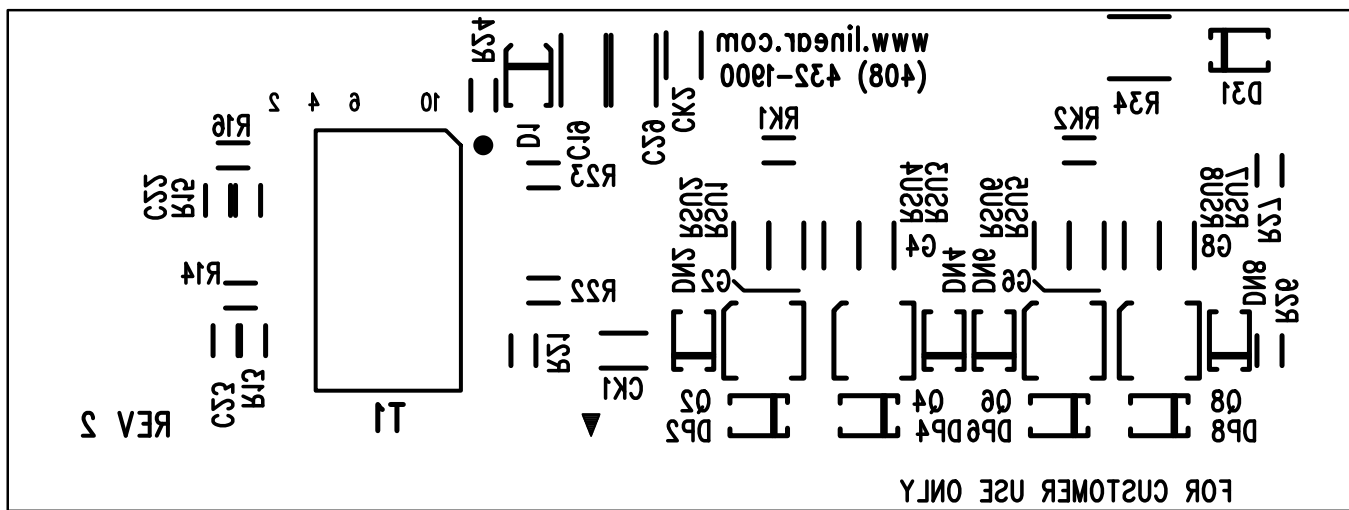 www.linear.com
(408) 432-1900
R24
D31
2 4 6 10
R34
CK2
R16
D1
C19
C29
RK1
RK2
R23
C22
R15
RSU2
RSU1
RSU4
RSU3
RSU6
RSU5
RSU8
RSU7
R27
G4
G8
R14
R22
DN2
G2
DN4
DN6
G6
DN8
R26
R21
CK1
C23
R13
T1
REV 2
Q2
DP2
Q4
DP4
Q6
DP6
Q8
DP8
FOR CUSTOMER USE ONLY